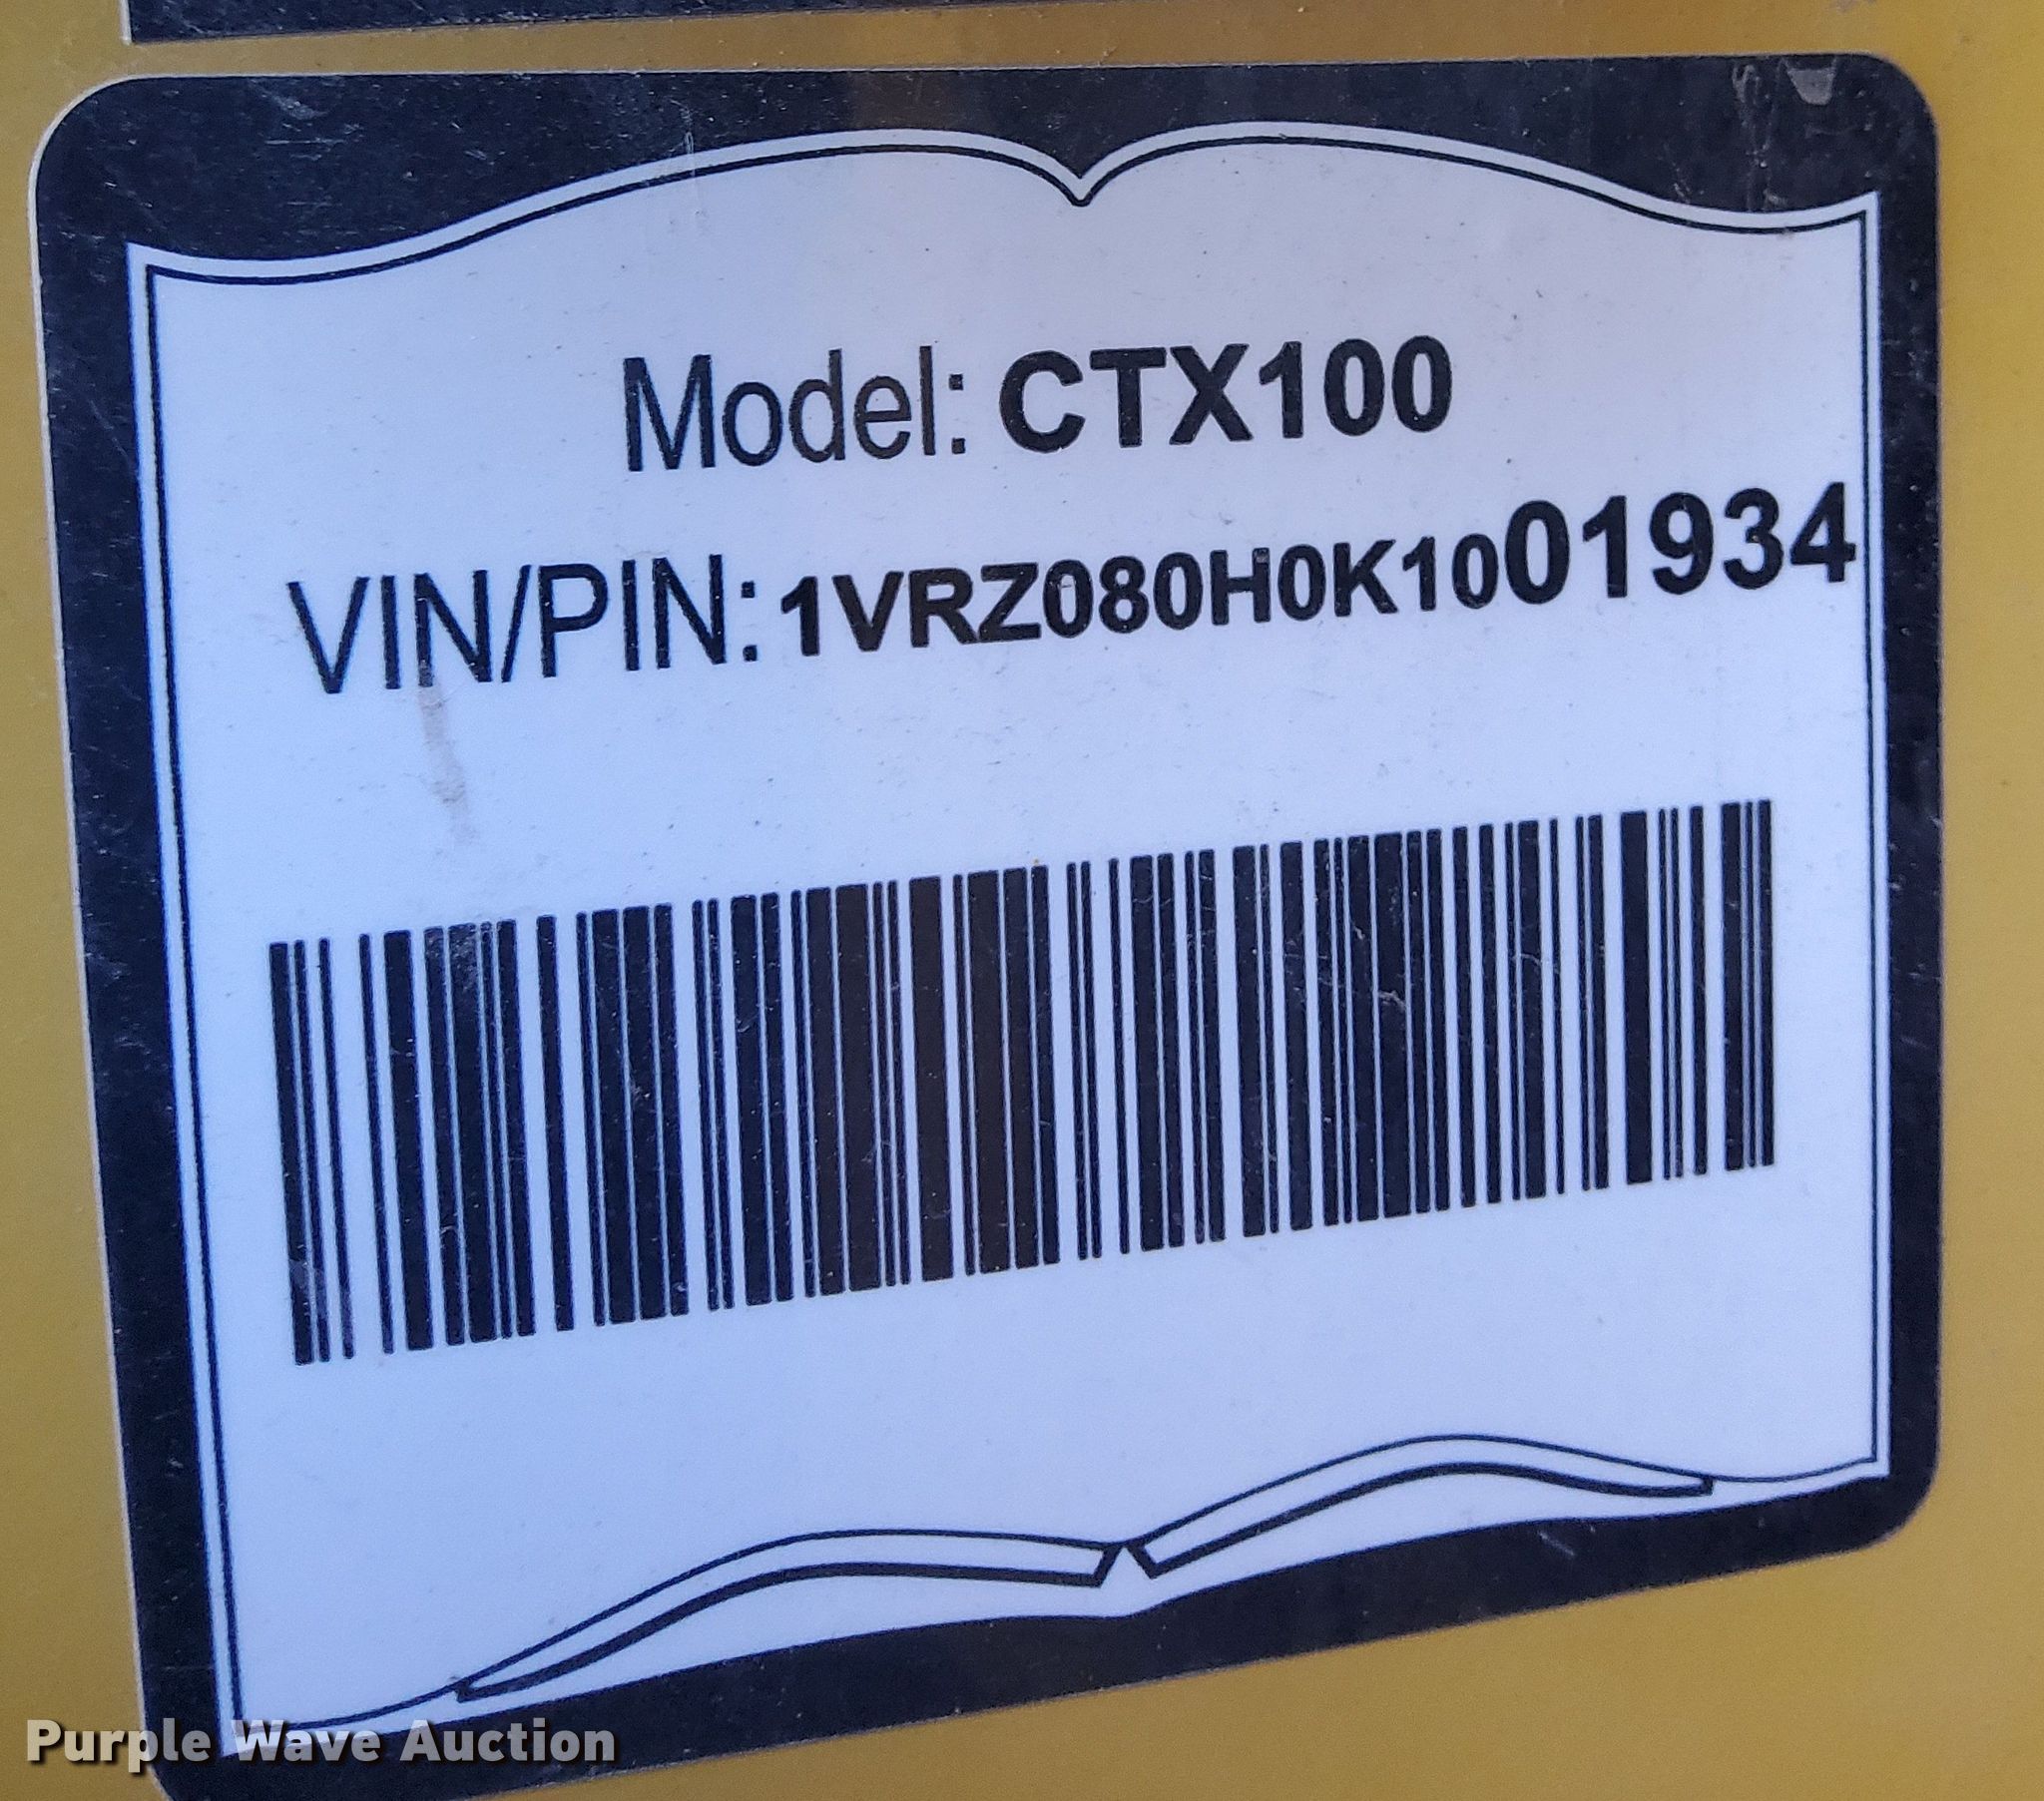 Model: CTX100
VIN/PIN: 1VRZ080H0K1001934
Purple Wave Auction